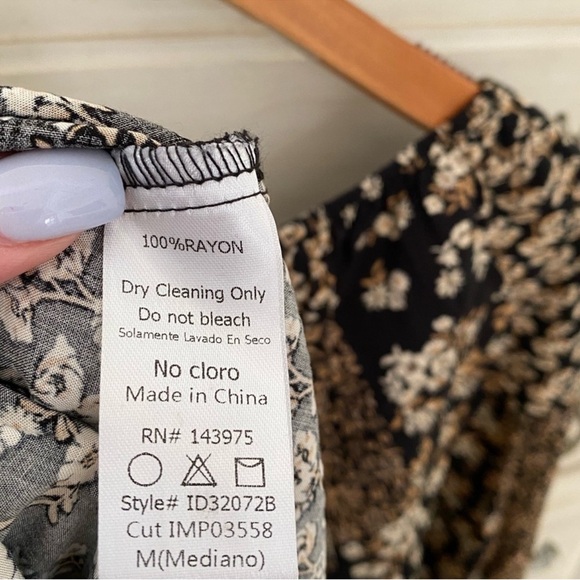 100%RAYON
Dry Cleaning Only
Do not bleach
Solamente Lavado En Seco
No cloro
Made in China
RN# 143975
Style# ID32072B
Cut IMP03558
M(Mediano)